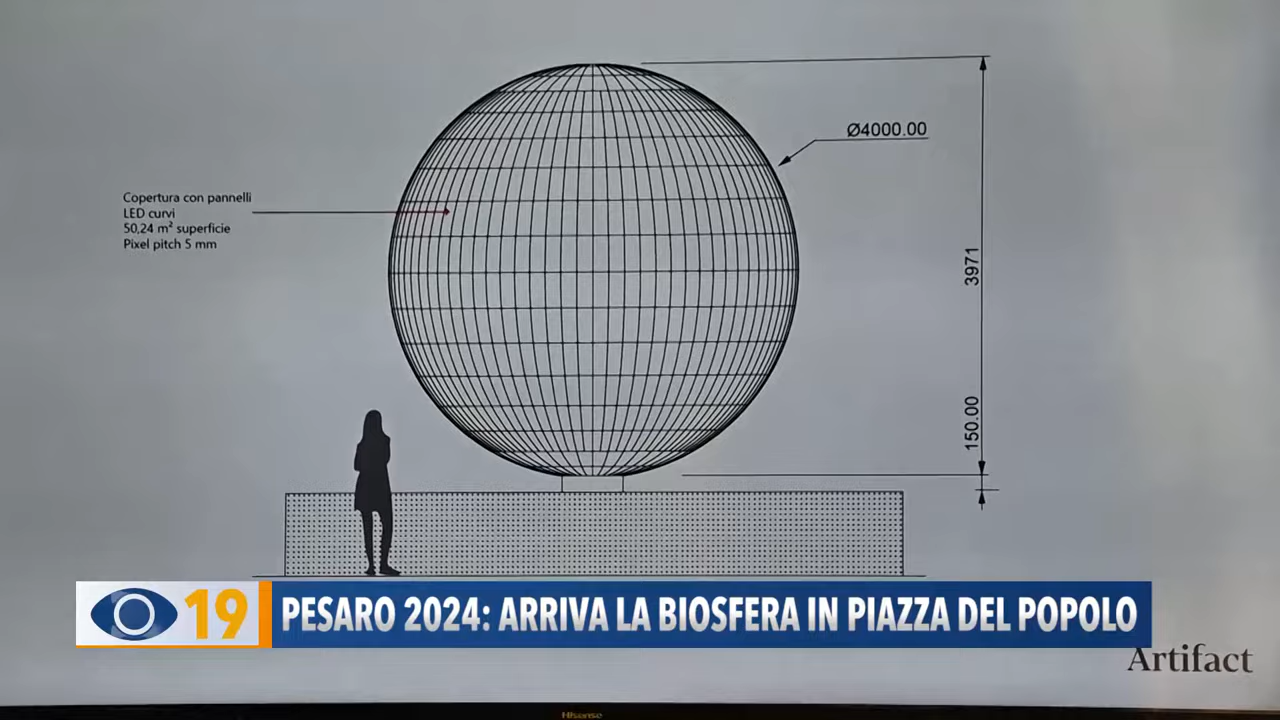 Ø4000.00
Copertura con pannelli
LED curvi
50,24 m² superficie
Pixel pitch 5 mm
3971
150.00
19
PESARO 2024: ARRIVA LA BIOSFERA IN PIAZZA DEL POPOLO
Artifact
Hisense